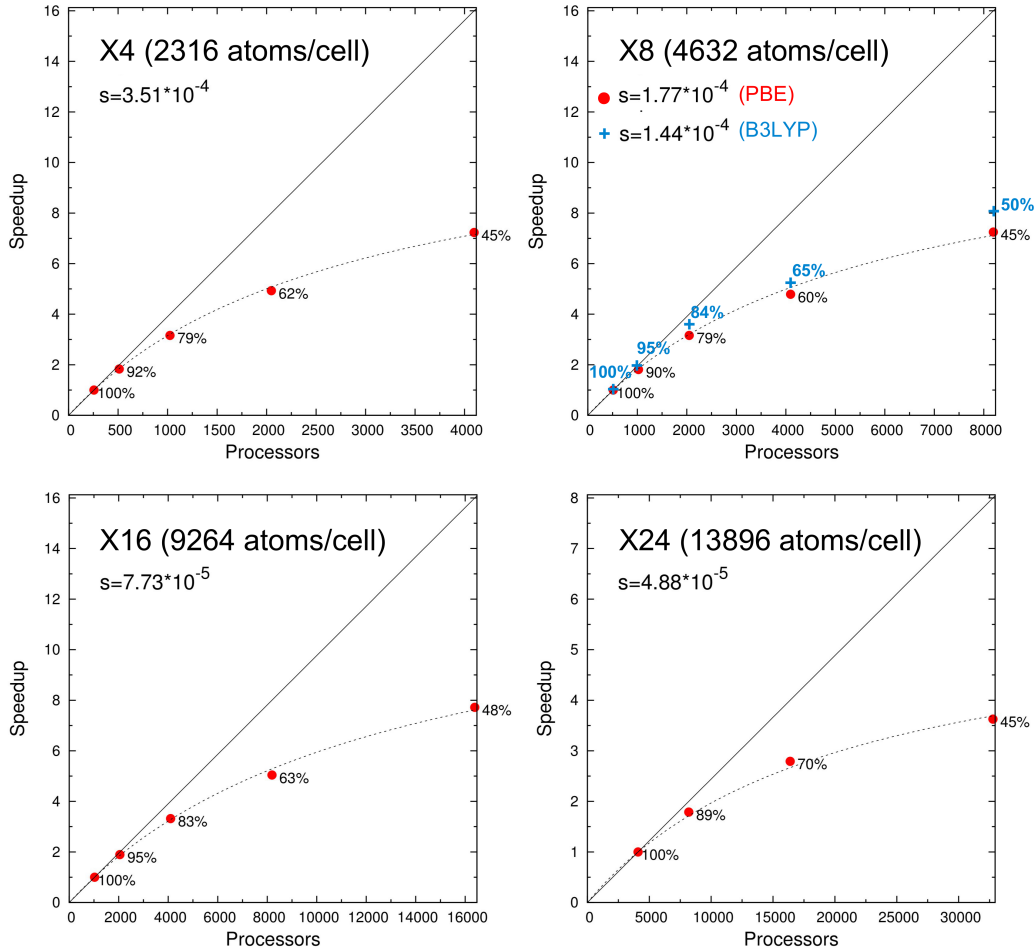 X4 (2316 atoms/cell)
s=3.51*10-4
Speedup
16
14
12
10
8
6
4
2
0
100%
92%
79%
62%
45%
0 500 1000 1500 2000 2500 3000 3500 4000
Processors
X8 (4632 atoms/cell)
s=1.77*10-4 (PBE)
s=1.44*10-4 (B3LYP)
Speedup
16
14
12
10
8
6
4
2
0
50%
45%
65%
60%
84%
79%
95%
90%
100%
100%
0 1000 2000 3000 4000 5000 6000 7000 8000
Processors
X16 (9264 atoms/cell)
s=7.73*10-5
Speedup
16
14
12
10
8
6
4
2
0
100%
95%
83%
63%
48%
0 2000 4000 6000 8000 10000 12000 14000 16000
Processors
X24 (13896 atoms/cell)
s=4.88*10-5
Speedup
8
7
6
5
4
3
2
1
0
100%
89%
70%
45%
0 5000 10000 15000 20000 25000 30000
Processors